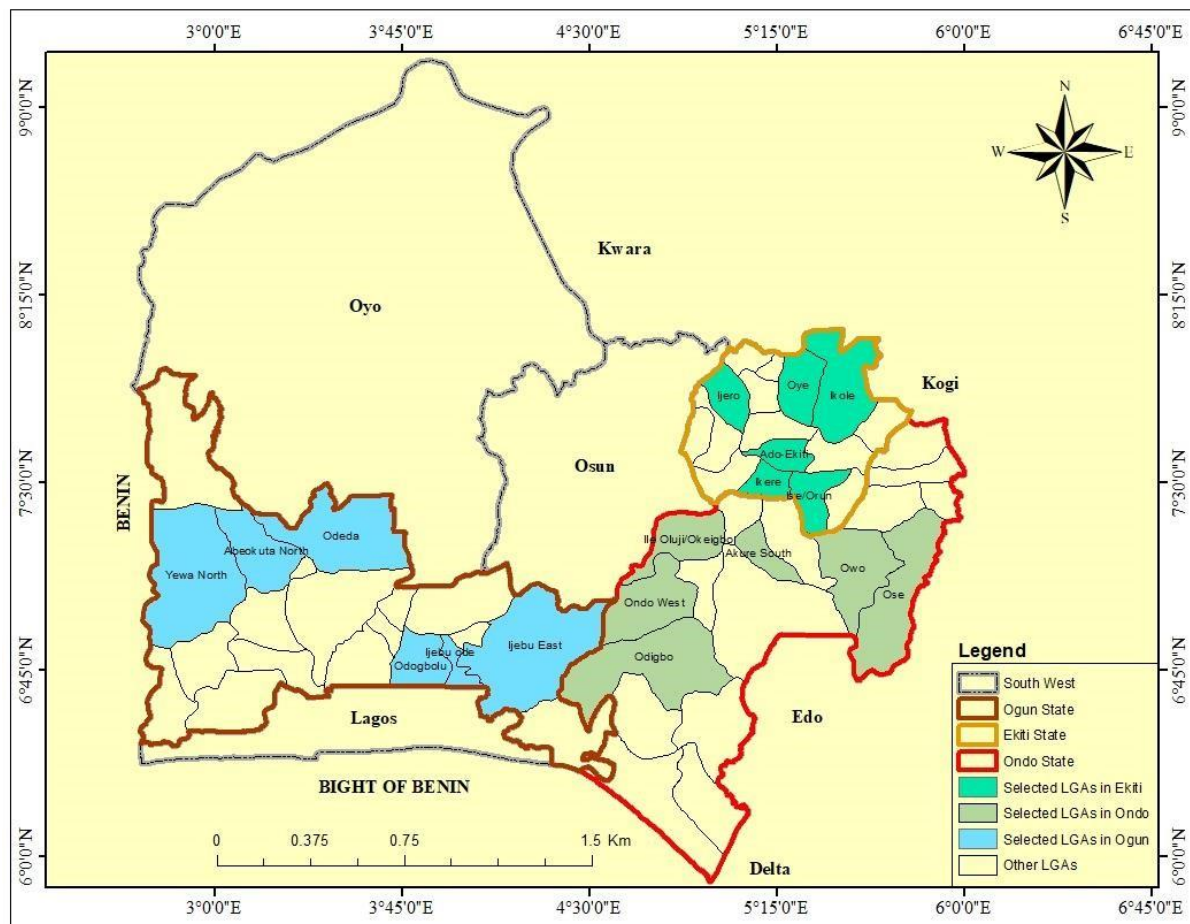 3°0'0"E 3°45'0"E 4°30'0"E 5°15'0"E 6°0'0"E 6°45'0"E
9°0'0"N 9°0'0"N
N
W E
S
Kwara
8°15'0"N 8°15'0"N
Oyo
Kogi
Ijero Oye Ikole
Ado-Ekiti
Osun
Ikere
Ise/Orun
7°30'0"N 7°30'0"N
BENIN
Odeda
Abeokuta North
Ile Oluji/Okeigbo
Akure South
Yewa North
Owo
Ose
Ondo West
Ijebu East
Ijebu ode
Odogbolu
Odigbo
6°45'0"N 6°45'0"N
Lagos
Edo
BIGHT OF BENIN
Delta
0 0.375 0.75 1.5 Km
6°0'0"N 6°0'0"N
Legend
South West
Ogun State
Ekiti State
Ondo State
Selected LGAs in Ekiti
Selected LGAs in Ondo
Selected LGAs in Ogun
Other LGAs
3°0'0"E 3°45'0"E 4°30'0"E 5°15'0"E 6°0'0"E 6°45'0"E